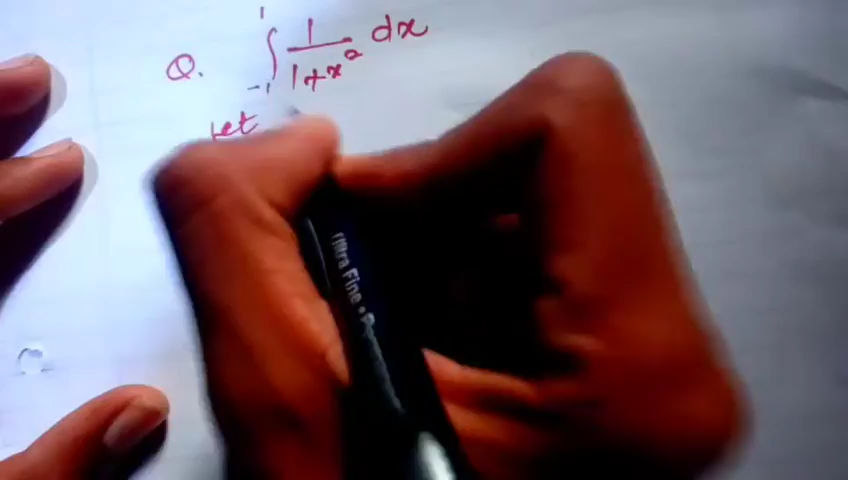 Q. ∫₋₁¹ 1/(1+x²) dx
Let
Ultra Fine • P